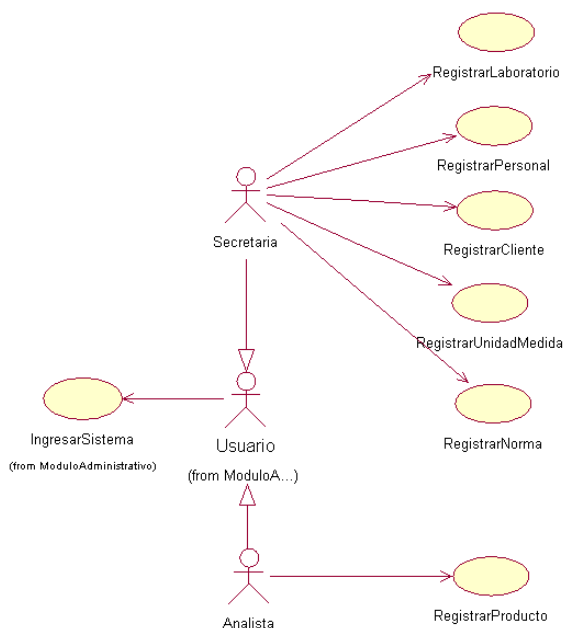 RegistrarLaboratorio
RegistrarPersonal
Secretaria
RegistrarCliente
RegistrarUnidadMedida
IngresarSistema
(from ModuloAdministrativo)
Usuario
(from ModuloA...)
RegistrarNorma
Analista
RegistrarProducto